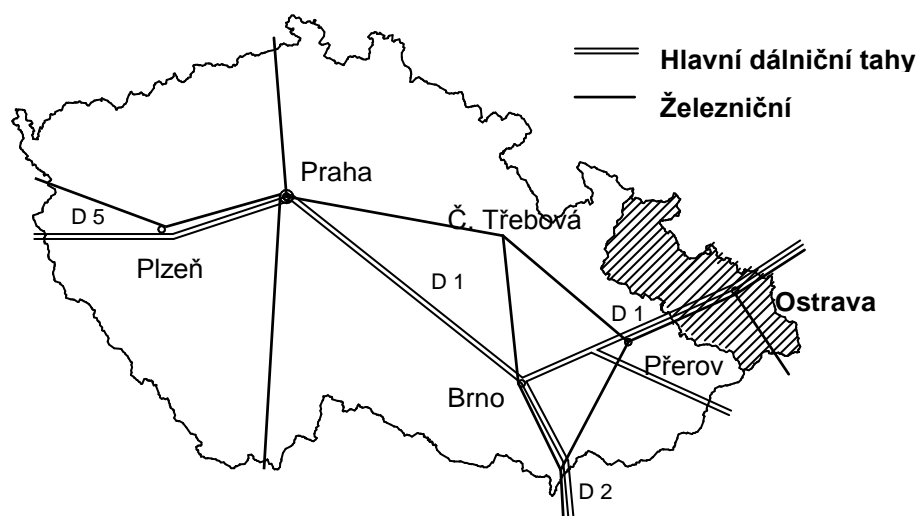 Hlavní dálniční tahy
Železniční
Praha
D 5
Č. Třebová
Plzeň
D 1
D 1
Ostrava
Přerov
Brno
D 2